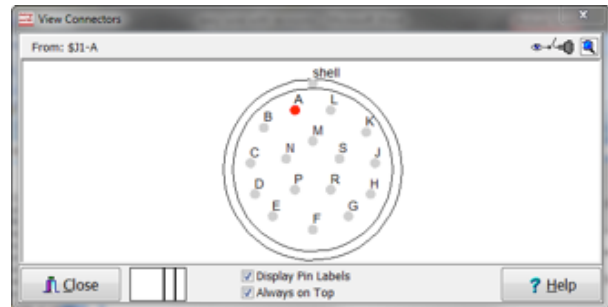 View Connectors
From: $J1-A
shell
A L
B K
M
C N S J
D P R H
E G
F
Close
Display Pin Labels
Always on Top
? Help